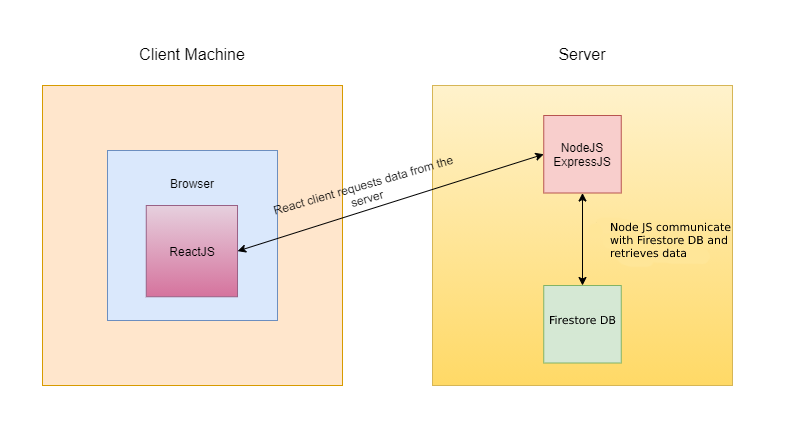 Client Machine
Server
NodeJS
ExpressJS
React client requests data from the
server
Browser
ReactJS
Node JS communicate
with Firestore DB and
retrieves data
Firestore DB